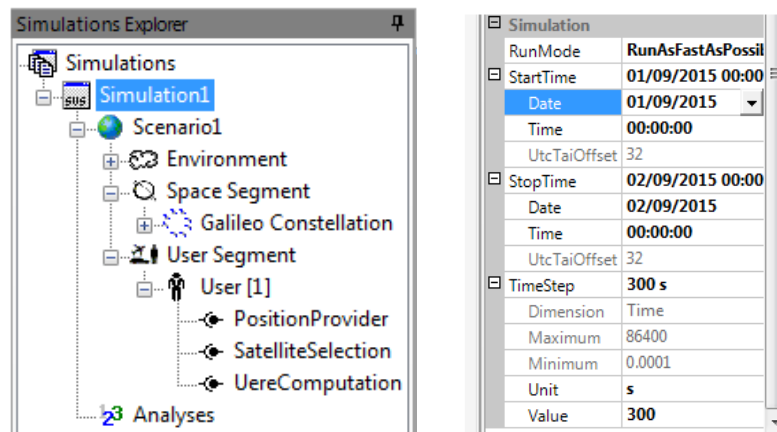 Simulations Explorer
Simulations
Simulation1
Scenario1
Environment
Space Segment
Galileo Constellation
User Segment
User [1]
PositionProvider
SatelliteSelection
UereComputation
Analyses
Simulation
RunMode RunAsFastAsPossil
StartTime 01/09/2015 00:00
Date 01/09/2015
Time 00:00:00
UtcTaiOffset 32
StopTime 02/09/2015 00:00
Date 02/09/2015
Time 00:00:00
UtcTaiOffset 32
TimeStep 300 s
Dimension Time
Maximum 86400
Minimum 0.0001
Unit s
Value 300